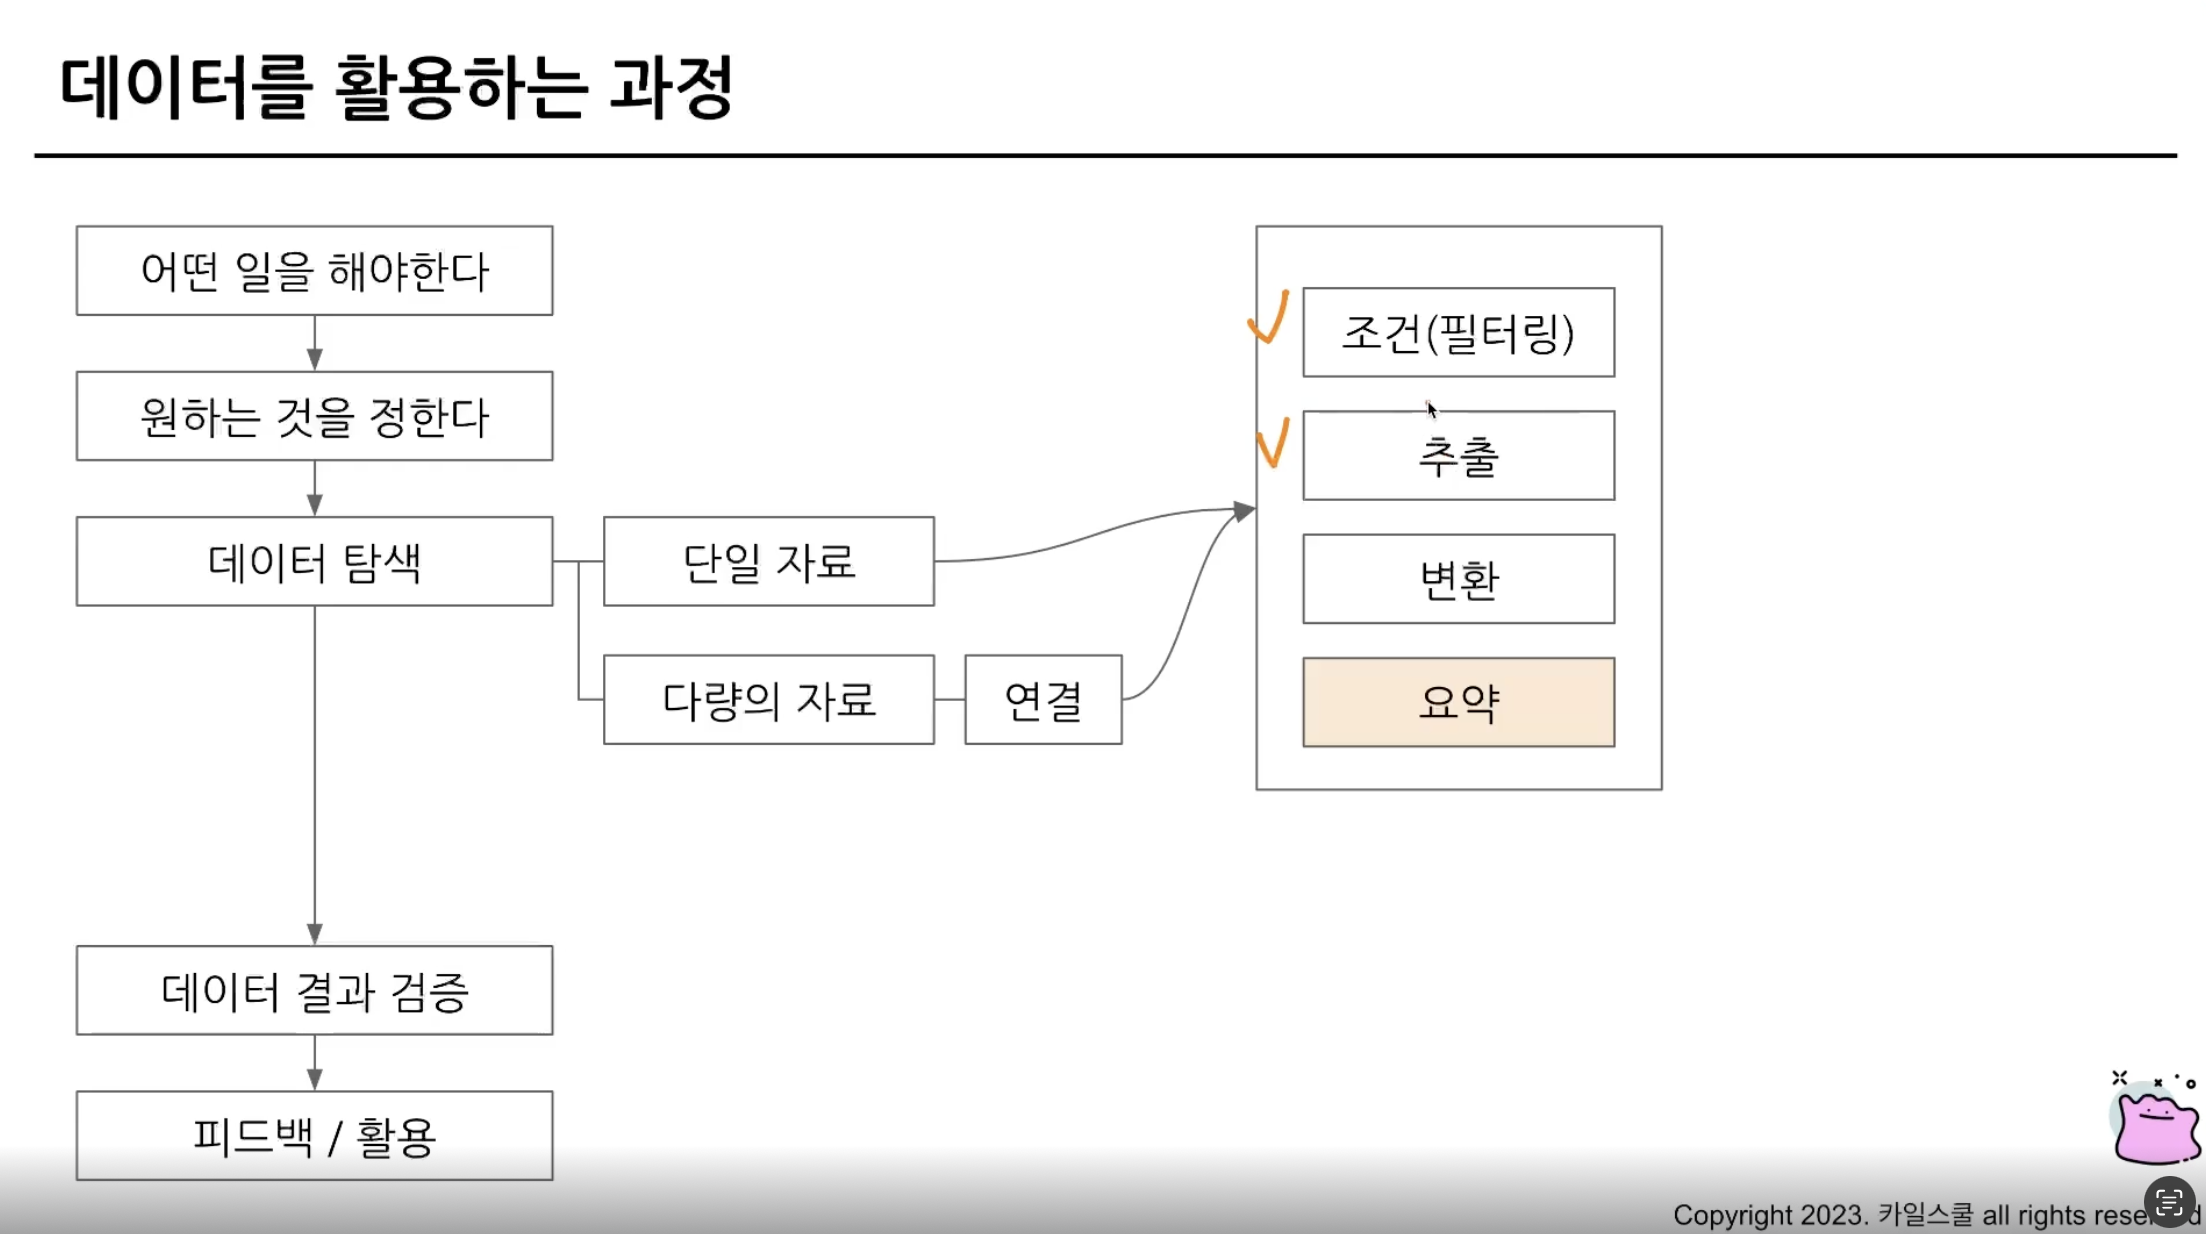 데이터를 활용하는 과정
어떤 일을 해야한다
원하는 것을 정한다
데이터 탐색
단일 자료
다량의 자료
연결
조건(필터링)
추출
변환
요약
데이터 결과 검증
피드백 / 활용
Copyright 2023. 카일스쿨 all rights